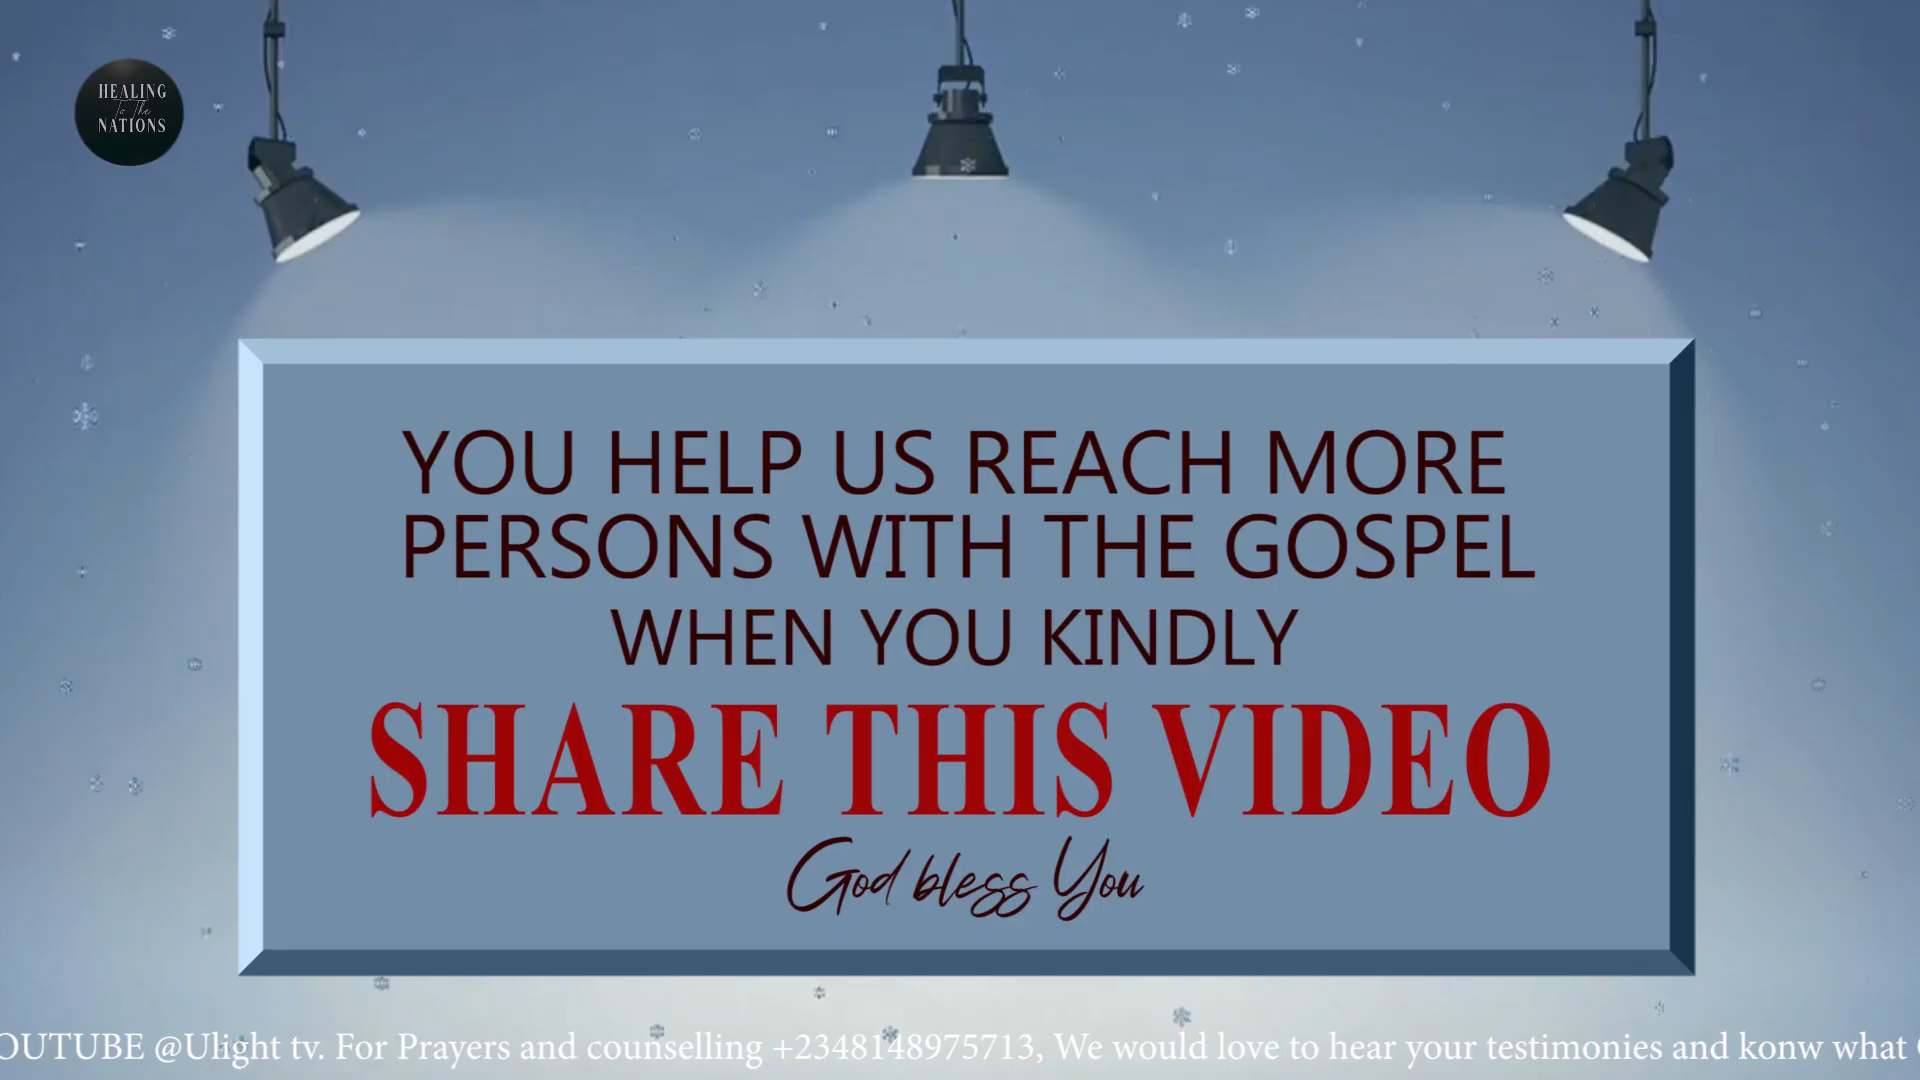 HEALING
To The
NATIONS
YOU HELP US REACH MORE
PERSONS WITH THE GOSPEL
WHEN YOU KINDLY
SHARE THIS VIDEO
God bless You
OUTUBE @Ulight tv. For Prayers and counselling +2348148975713, We would love to hear your testimonies and konw what